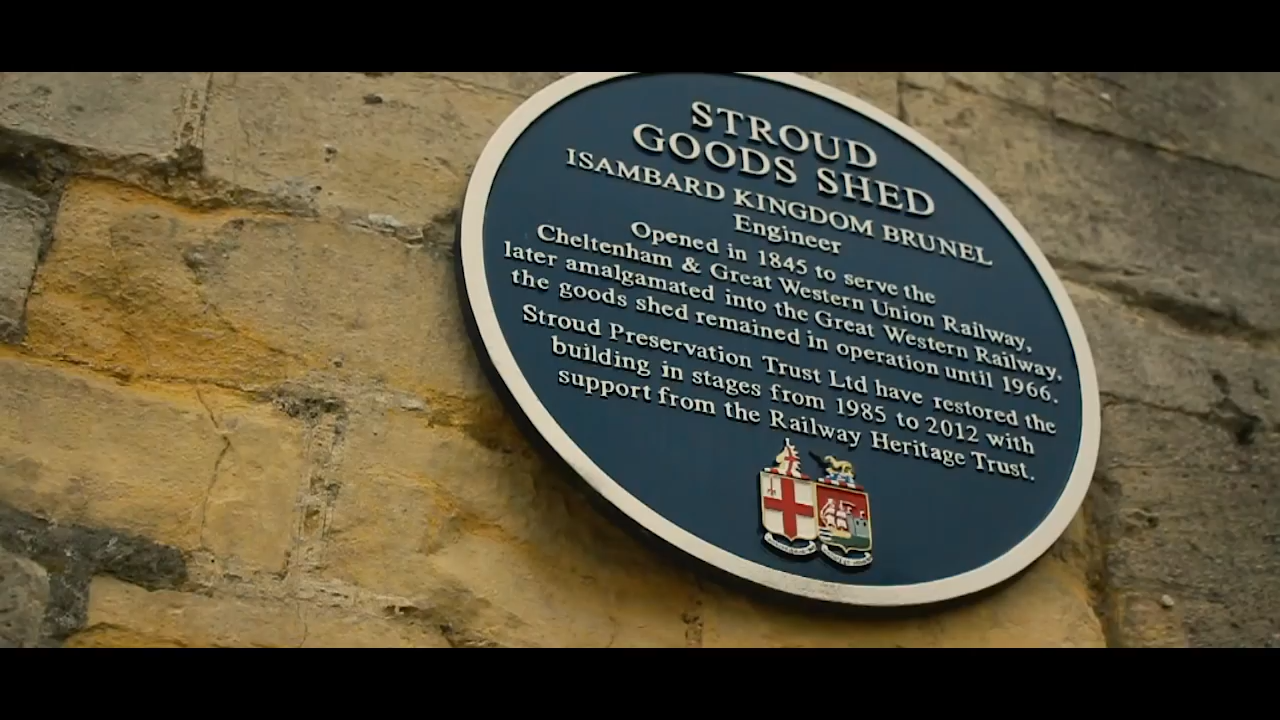 STROUD
GOODS SHED
ISAMBARD KINGDOM BRUNEL
Engineer
Opened in 1845 to serve the
Cheltenham & Great Western Union Railway,
later amalgamated into the Great Western Railway,
the goods shed remained in operation until 1966.
Stroud Preservation Trust Ltd have restored the
building in stages from 1985 to 2012 with
support from the Railway Heritage Trust.